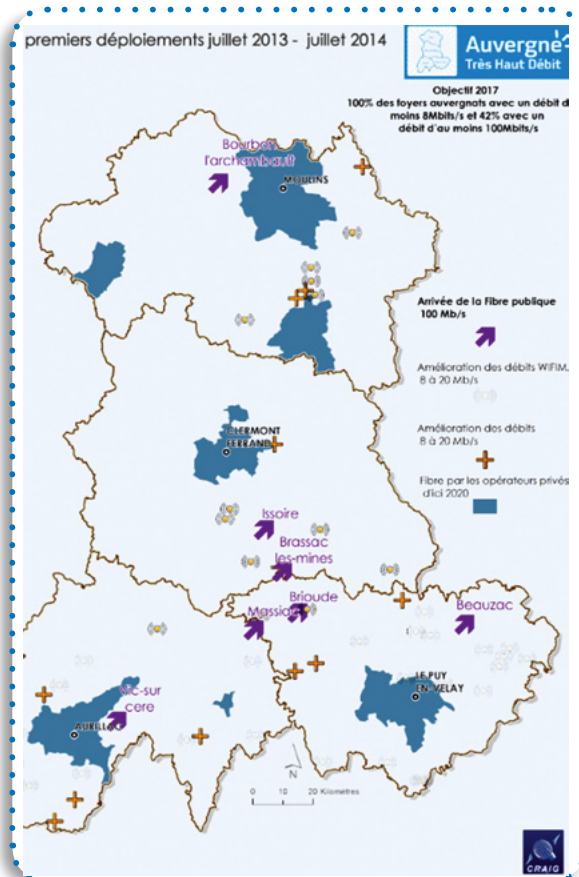 premiers déploiements juillet 2013 - juillet 2014
Auvergne
Très Haut Débit
Objectif 2017
100% des foyers auvergnats avec un débit d
moins 8Mbits/s et 42% avec un
débit d'au moins 100Mbits/s
Bourbon
l'archambault
MOULINS
Arrivée de la Fibre publique
100 Mb/s
Amélioration des débits WIFIM
8 à 20 Mb/s
Amélioration des débits
8 à 20 Mb/s
Fibre par les opérateurs privés
d'ici 2020
CLERMONT
FERRAND
Issoire
Brassac
les-mines
Brioude
Massiac
Beauzac
Vic-sur
cere
AURILLAC
LE PUY
EN-VELAY
N
0 10 20 Kilometres
CRAIG